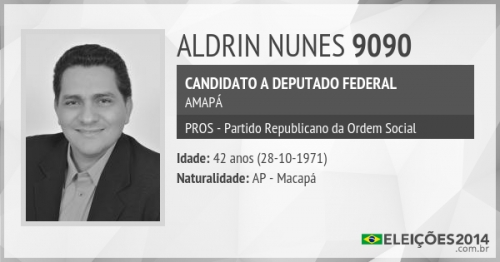 ALDRIN NUNES 9090
CANDIDATO A DEPUTADO FEDERAL
AMAPÁ
PROS - Partido Republicano da Ordem Social
Idade: 42 anos (28-10-1971)
Naturalidade: AP - Macapá
ELEIÇÕES2014
.com.br